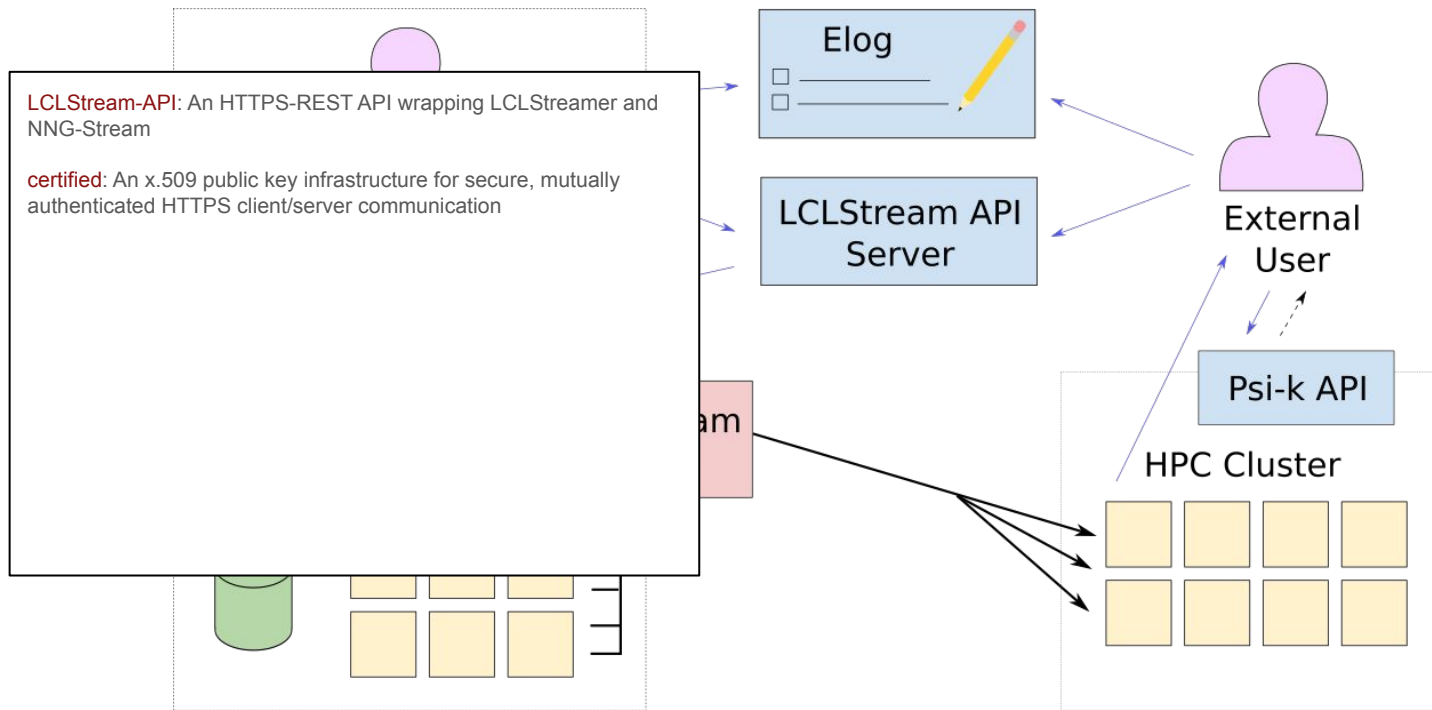 Elog
LCLStream-API: An HTTPS-REST API wrapping LCLStreamer and
NNG-Stream
certified: An x.509 public key infrastructure for secure, mutually
authenticated HTTPS client/server communication
LCLStream API
Server
External
User
Psi-k API
HPC Cluster